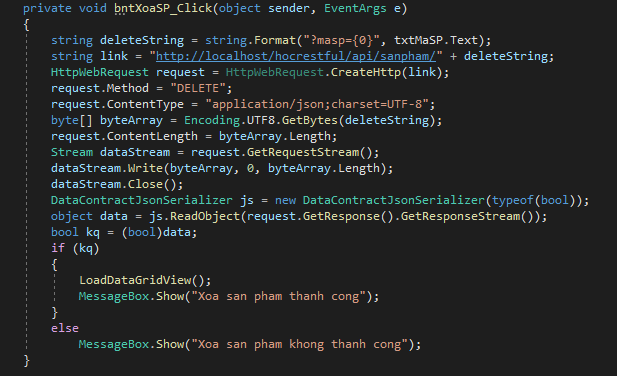 private void bntXoaSP_Click(object sender, EventArgs e)
{
string deleteString = string.Format("?masp={0}", txtMaSP.Text);
string link = "http://localhost/hocrestful/api/sanpham/" + deleteString;
HttpWebRequest request = HttpWebRequest.CreateHttp(link);
request.Method = "DELETE";
request.ContentType = "application/json;charset=UTF-8";
byte[] byteArray = Encoding.UTF8.GetBytes(deleteString);
request.ContentLength = byteArray.Length;
Stream dataStream = request.GetRequestStream();
dataStream.Write(byteArray, 0, byteArray.Length);
dataStream.Close();
DataContractJsonSerializer js = new DataContractJsonSerializer(typeof(bool));
object data = js.ReadObject(request.GetResponse().GetResponseStream());
bool kq = (bool)data;
if (kq)
{
LoadDataGridView();
MessageBox.Show("Xoa san pham thanh cong");
}
else
MessageBox.Show("Xoa san pham khong thanh cong");
}